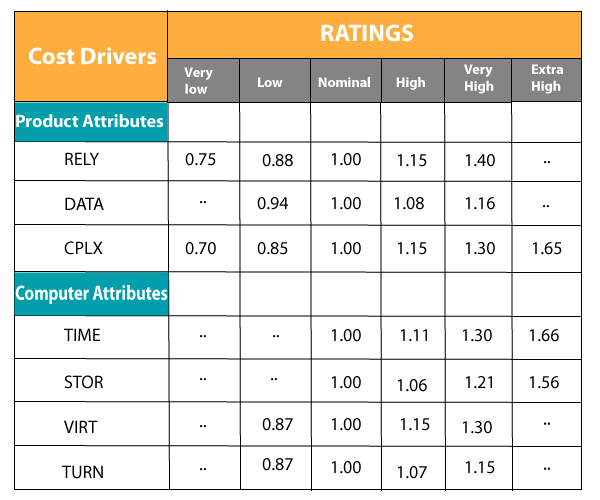 Cost Drivers RATINGS
Very low Low Nominal High Very High Extra High
Product Attributes
RELY 0.75 0.88 1.00 1.15 1.40 ..
DATA .. 0.94 1.00 1.08 1.16 ..
CPLX 0.70 0.85 1.00 1.15 1.30 1.65
Computer Attributes
TIME .. .. 1.00 1.11 1.30 1.66
STOR .. .. 1.00 1.06 1.21 1.56
VIRT .. 0.87 1.00 1.15 1.30 ..
TURN .. 0.87 1.00 1.07 1.15 ..